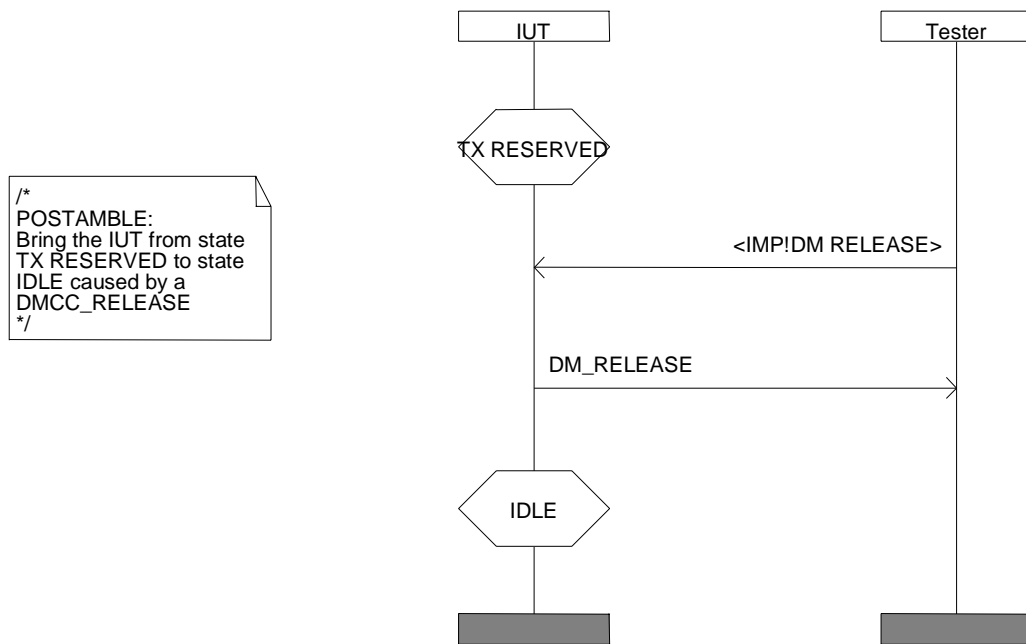 IUT
Tester
TX RESERVED
/*
POSTAMBLE:
Bring the IUT from state
TX RESERVED to state
IDLE caused by a
DMCC_RELEASE
*/
<IMP!DM RELEASE>
DM_RELEASE
IDLE